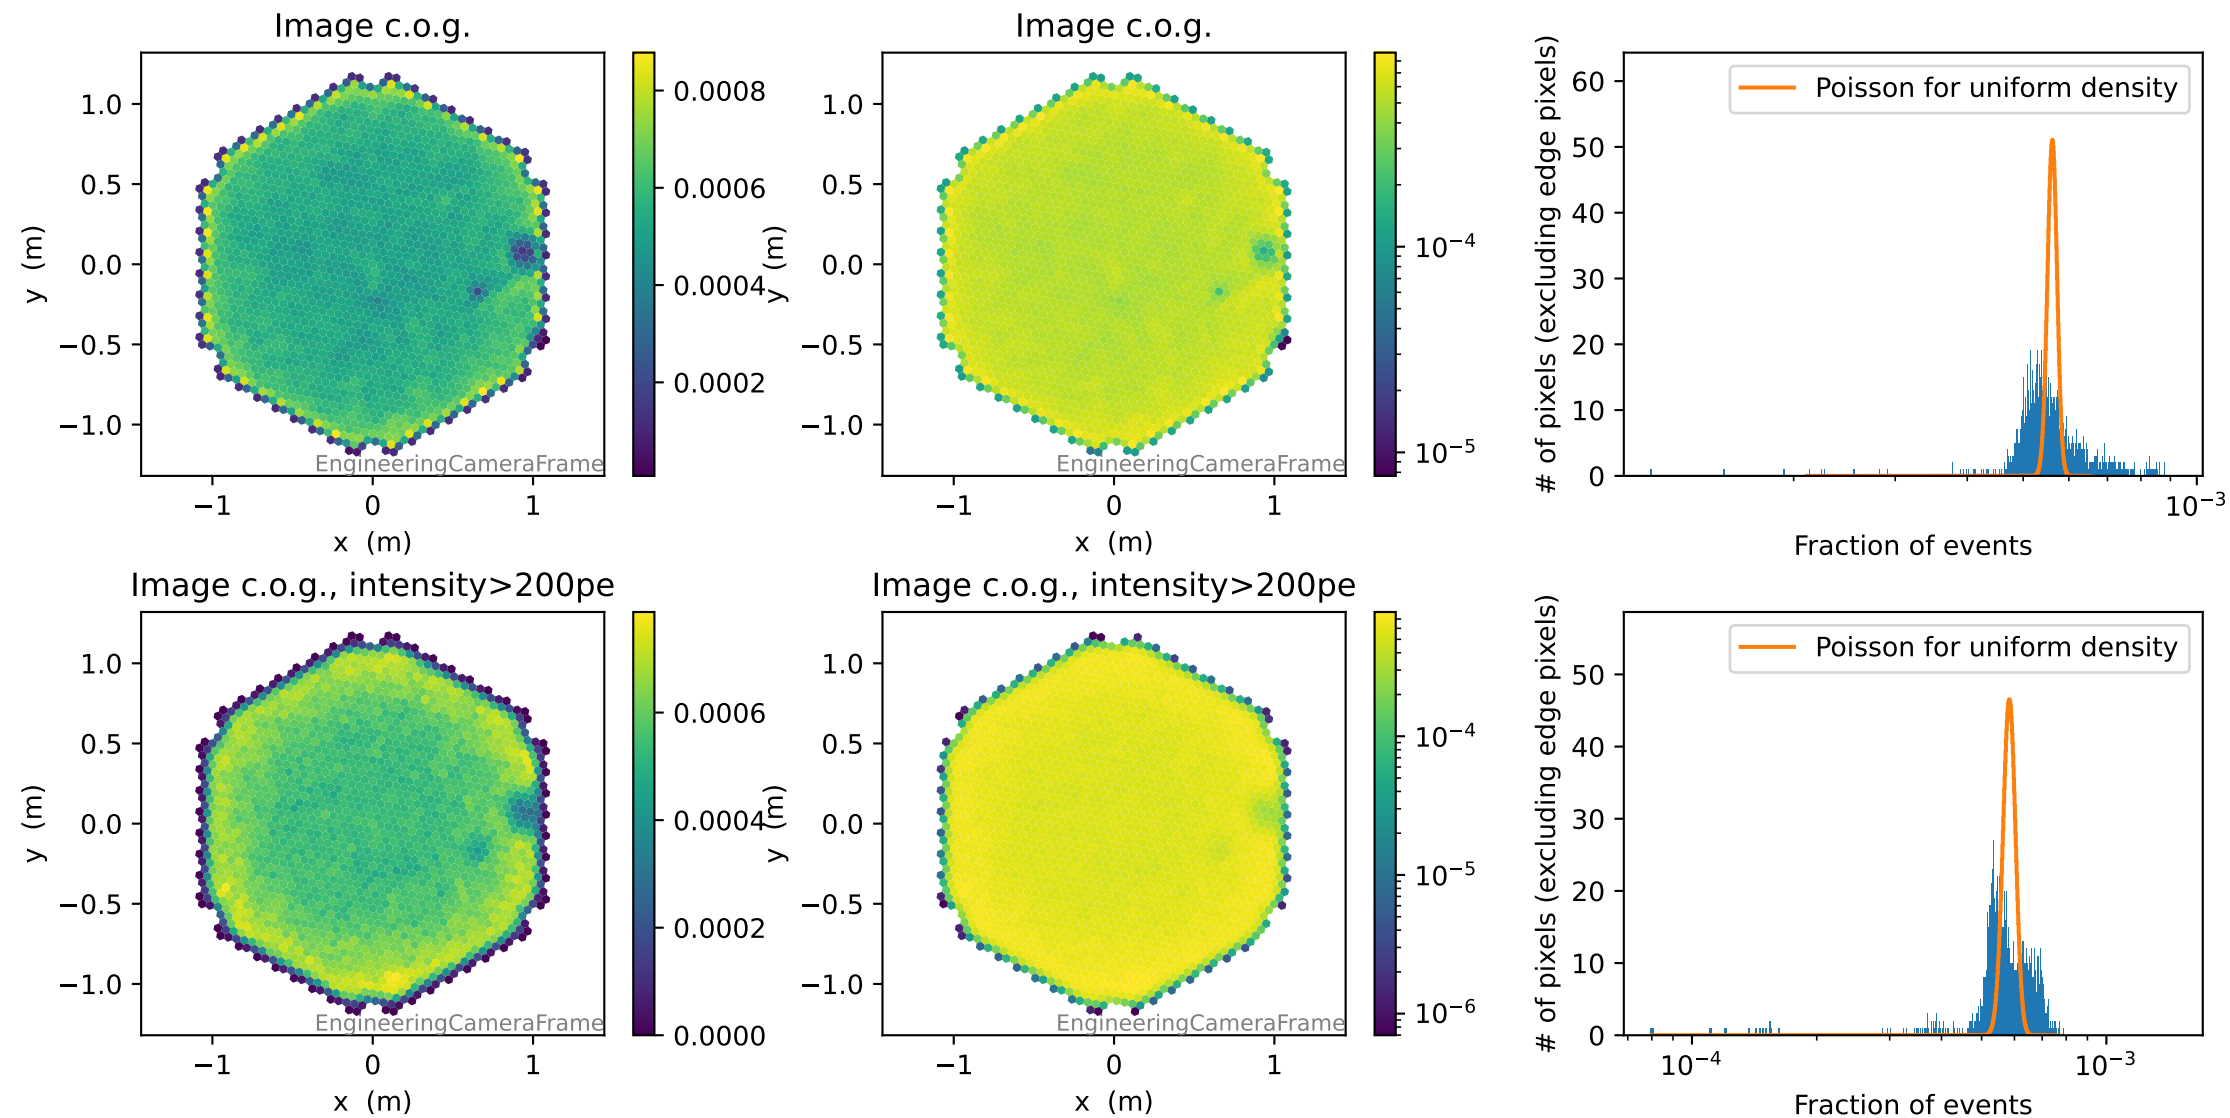 Image c.o.g.
1.0
0.5
0.0
−0.5
−1.0
y (m)
−1
0
1
x (m)
EngineeringCameraFrame
0.0008
0.0006
0.0004
0.0002
Image c.o.g.
1.0
0.5
0.0
−0.5
−1.0
y (m)
−1
0
1
x (m)
EngineeringCameraFrame
10⁻⁴
10⁻⁵
# of pixels (excluding edge pixels)
60
50
40
30
20
10
0
Poisson for uniform density
10⁻³
Fraction of events
Image c.o.g., intensity>200pe
1.0
0.5
0.0
−0.5
−1.0
y (m)
−1
0
1
x (m)
EngineeringCameraFrame
0.0006
0.0004
0.0002
0.0000
Image c.o.g., intensity>200pe
1.0
0.5
0.0
−0.5
−1.0
y (m)
−1
0
1
x (m)
EngineeringCameraFrame
10⁻⁴
10⁻⁵
10⁻⁶
# of pixels (excluding edge pixels)
50
40
30
20
10
0
Poisson for uniform density
10⁻⁴
10⁻³
Fraction of events